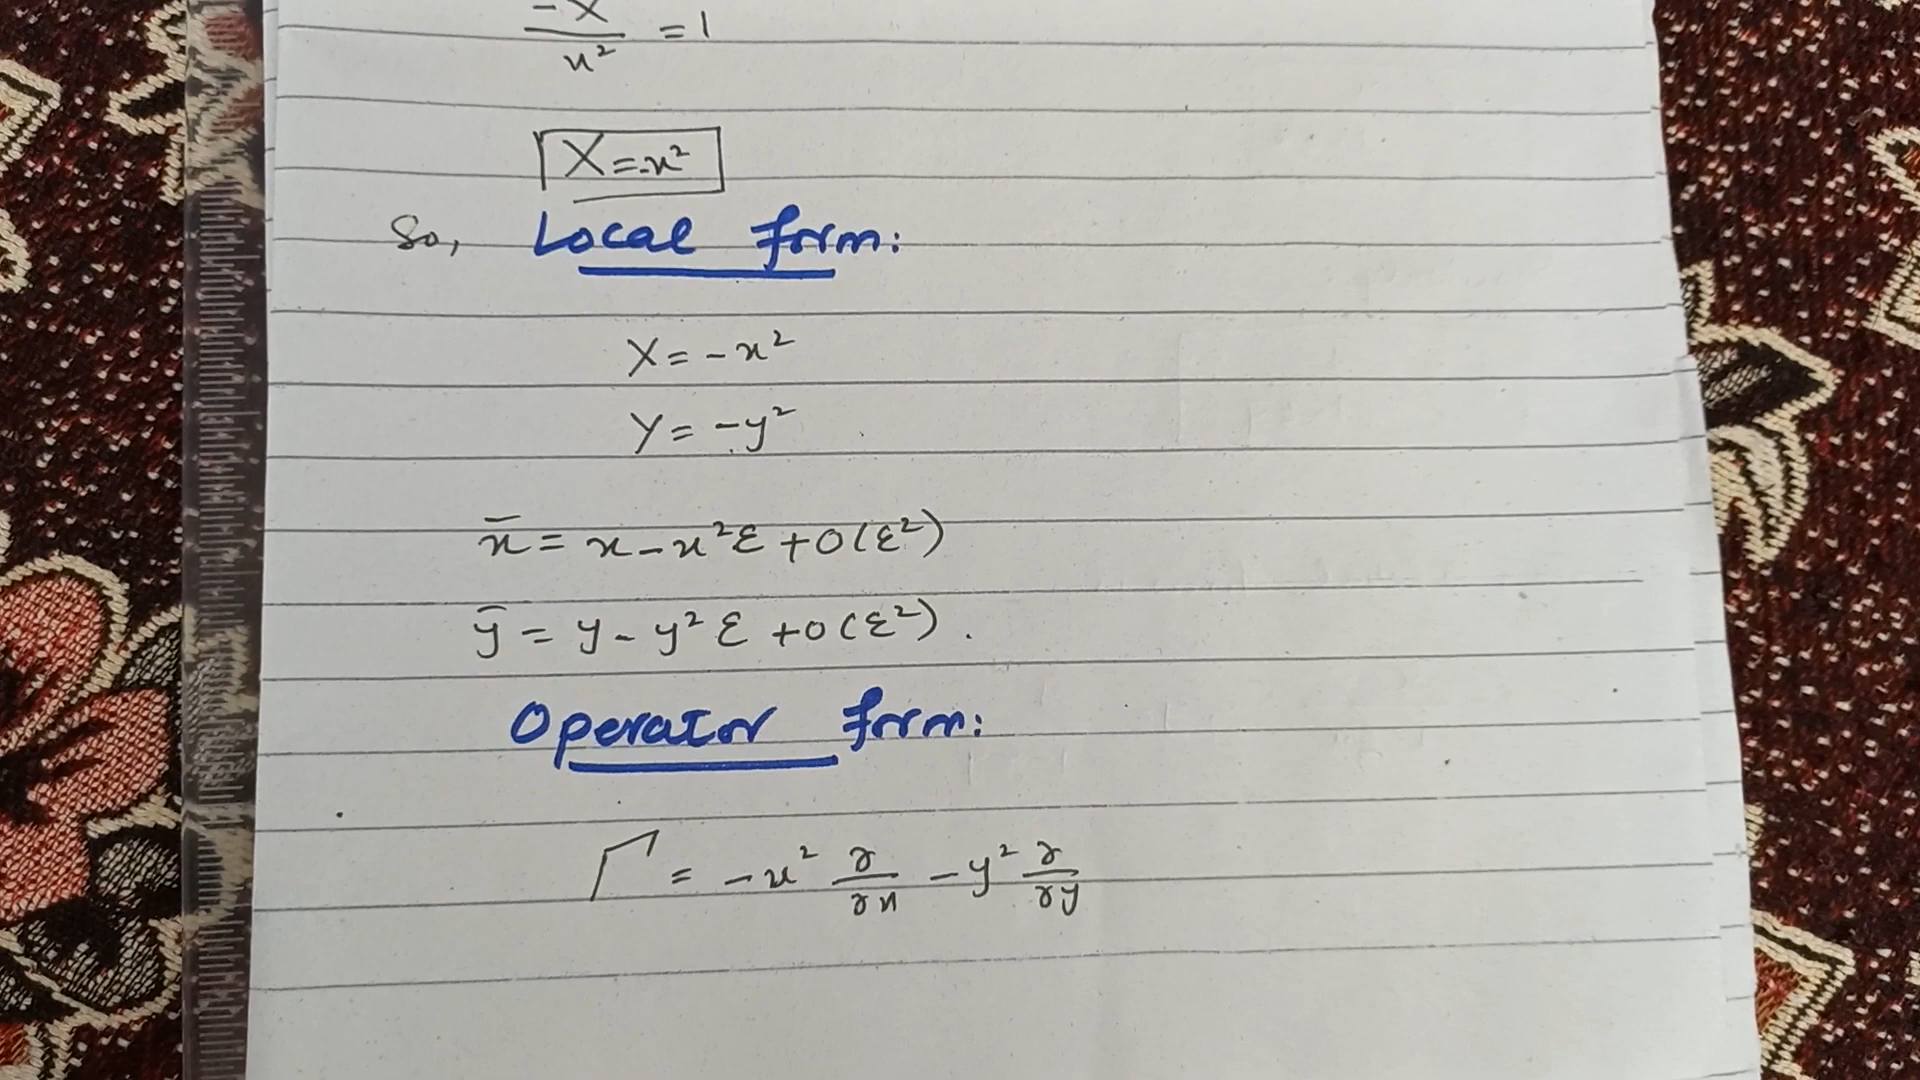 -X/x² = 1
X = -x²
So, Local form:
X = -x²
Y = -y²
x̄ = x - x²ε + O(ε²)
ȳ = y - y²ε + O(ε²).
Operator form:
Γ = -x² ∂/∂x - y² ∂/∂y